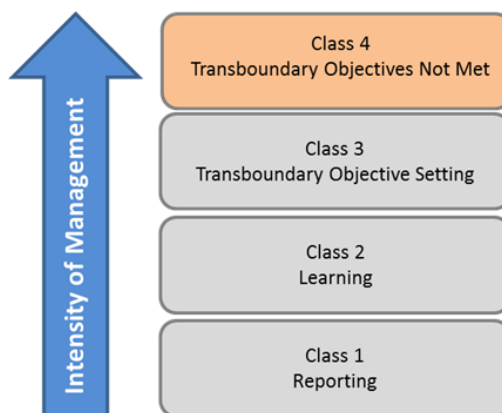 Intensity of Management
Class 4
Transboundary Objectives Not Met
Class 3
Transboundary Objective Setting
Class 2
Learning
Class 1
Reporting